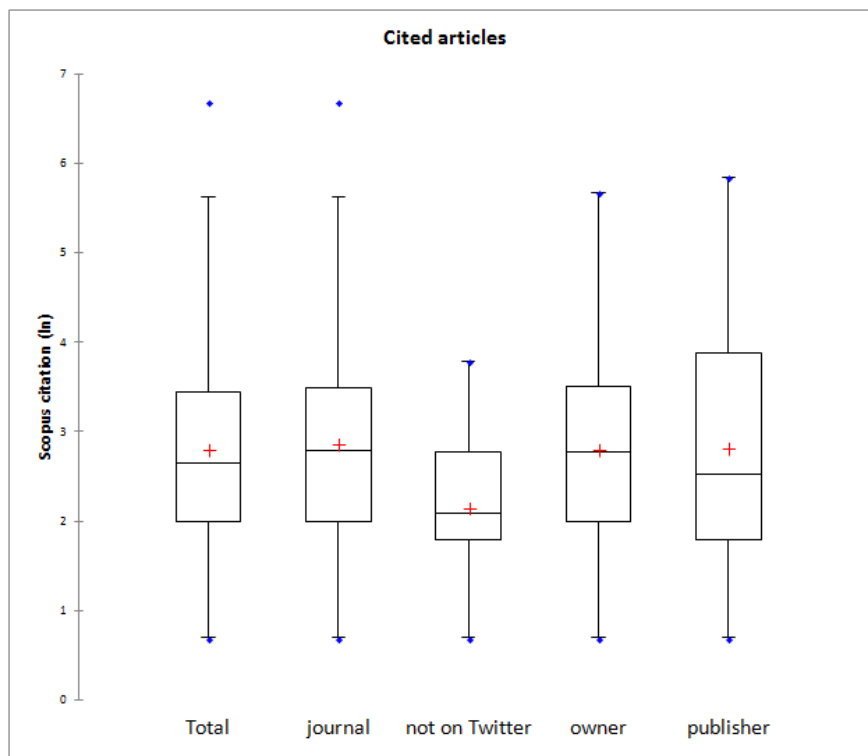 Cited articles
7
6
5
4
3
2
1
0
Scopus citation (ln)
Total journal not on Twitter owner publisher